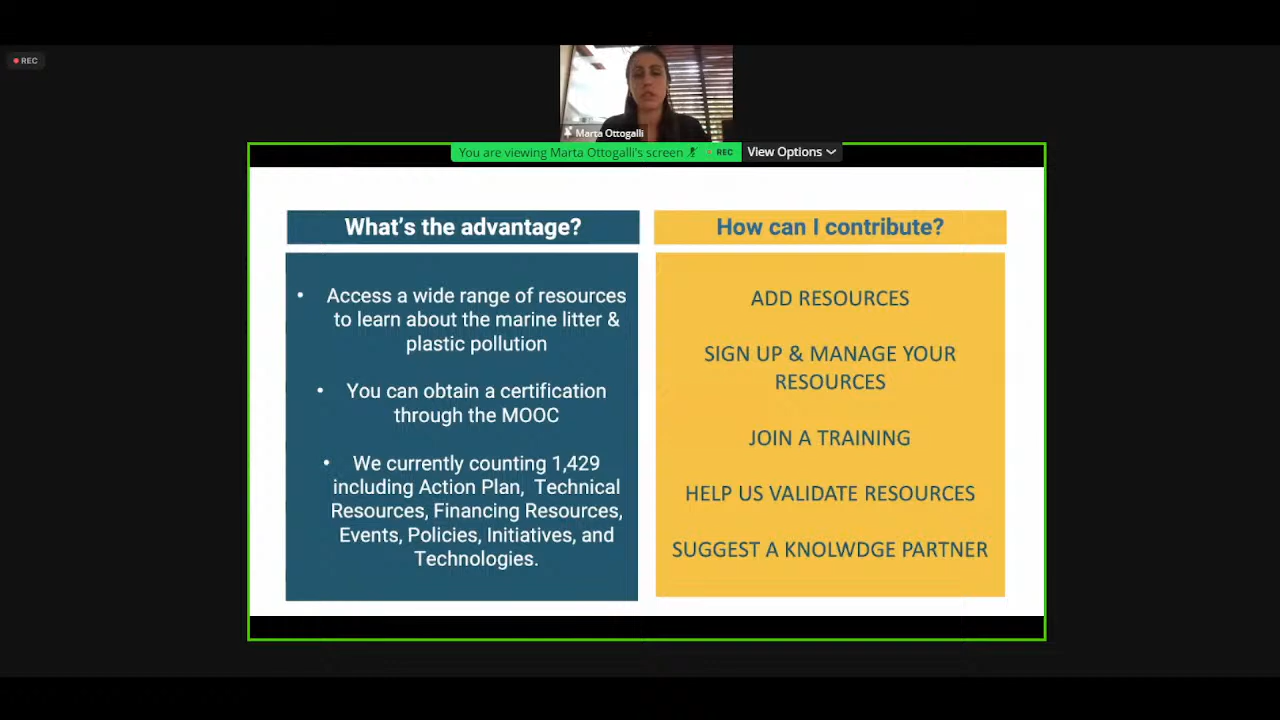 REC
Marta Ottogalli
You are viewing Marta Ottogalli's screen
REC
View Options
What's the advantage?
• Access a wide range of resources
to learn about the marine litter &
plastic pollution
• You can obtain a certification
through the MOOC
• We currently counting 1,429
including Action Plan, Technical
Resources, Financing Resources,
Events, Policies, Initiatives, and
Technologies.
How can I contribute?
ADD RESOURCES
SIGN UP & MANAGE YOUR
RESOURCES
JOIN A TRAINING
HELP US VALIDATE RESOURCES
SUGGEST A KNOLWDGE PARTNER